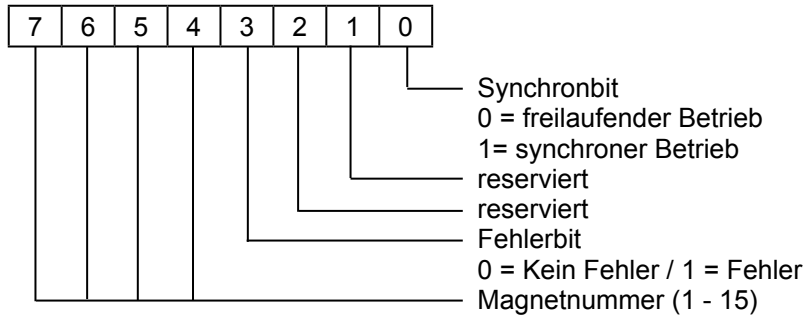 7 6 5 4 3 2 1 0
Synchronbit
0 = freilaufender Betrieb
1= synchroner Betrieb
reserviert
reserviert
Fehlerbit
0 = Kein Fehler / 1 = Fehler
Magnetnummer (1 - 15)